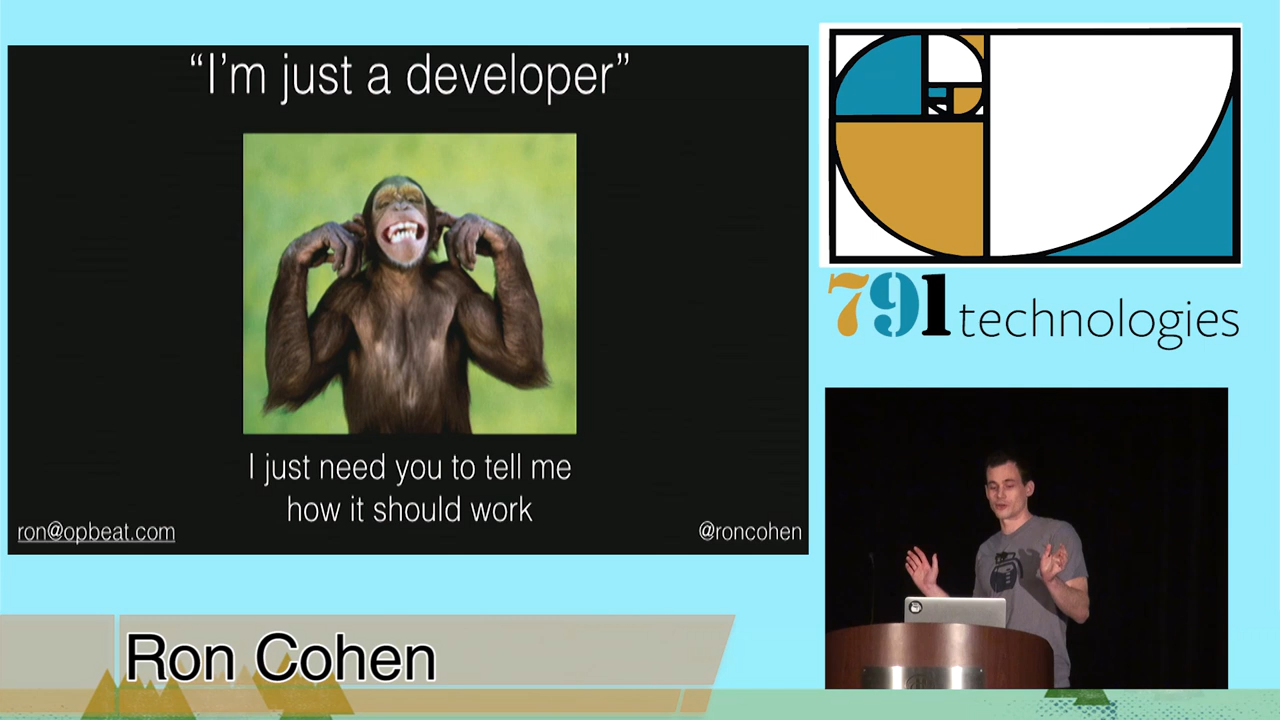 “I’m just a developer”
I just need you to tell me
how it should work
ron@opbeat.com
@roncohen
791 technologies
Ron Cohen